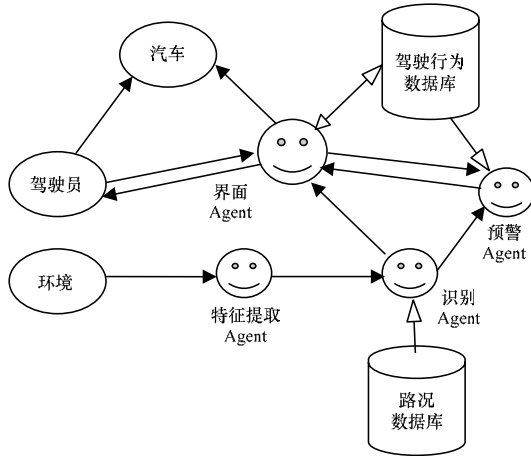 汽车
驾驶行为
数据库
驾驶员
界面
Agent
预警
Agent
环境
特征提取
Agent
识别
Agent
路况
数据库